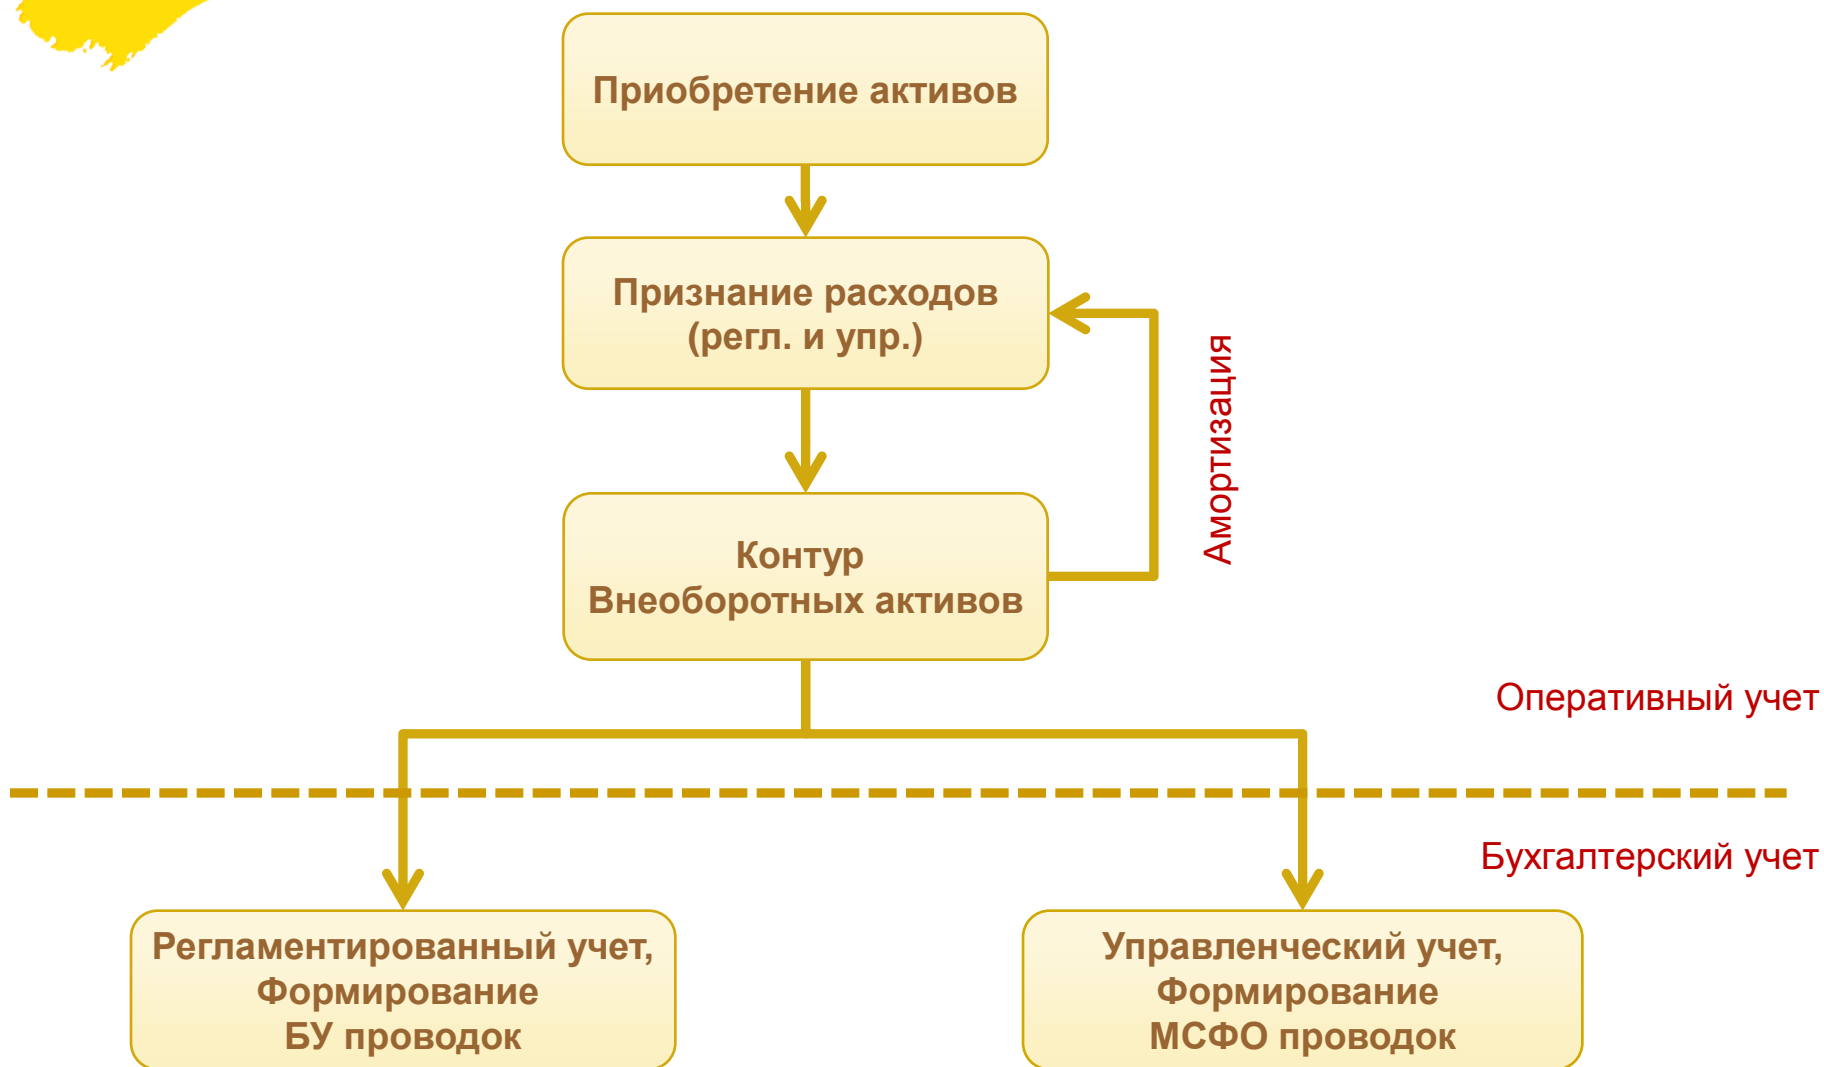 Приобретение активов
Признание расходов
(регл. и упр.)
Амортизация
Контур
Внеоборотных активов
Оперативный учет
Бухгалтерский учет
Регламентированный учет,
Формирование
БУ проводок
Управленческий учет,
Формирование
МСФО проводок